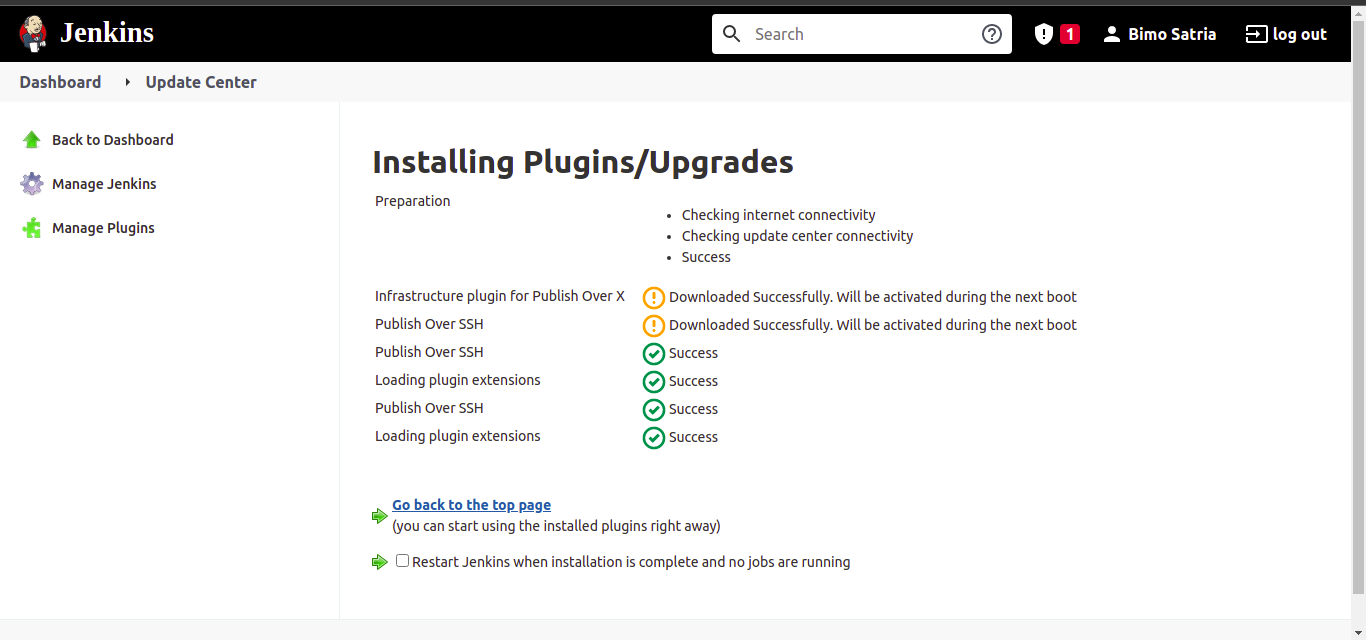 Jenkins
Search
1
Bimo Satria
log out
Dashboard
Update Center
Back to Dashboard
Manage Jenkins
Manage Plugins
Installing Plugins/Upgrades
Preparation
Checking internet connectivity
Checking update center connectivity
Success
Infrastructure plugin for Publish Over X Downloaded Successfully. Will be activated during the next boot
Publish Over SSH Downloaded Successfully. Will be activated during the next boot
Publish Over SSH Success
Loading plugin extensions Success
Publish Over SSH Success
Loading plugin extensions Success
Go back to the top page
(you can start using the installed plugins right away)
Restart Jenkins when installation is complete and no jobs are running